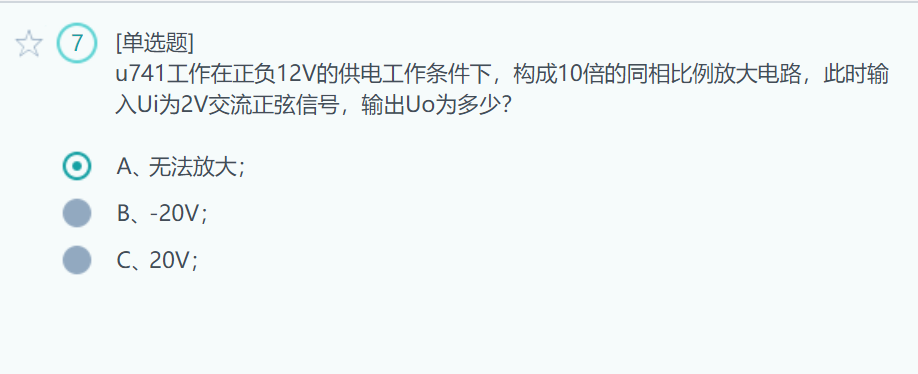 7 [单选题]
u741工作在正负12V的供电工作条件下，构成10倍的同相比例放大电路，此时输
入Ui为2V交流正弦信号，输出Uo为多少？
A、无法放大；
B、-20V；
C、20V；